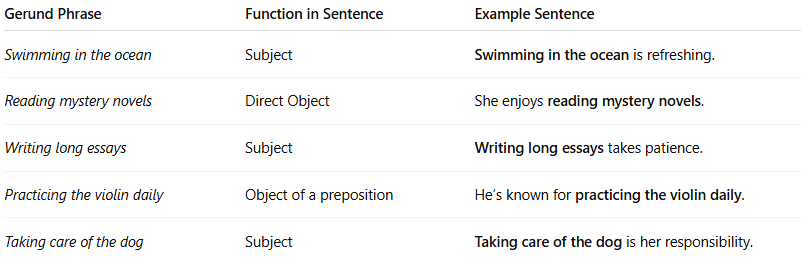 Gerund Phrase Function in Sentence Example Sentence
Swimming in the ocean Subject Swimming in the ocean is refreshing.
Reading mystery novels Direct Object She enjoys reading mystery novels.
Writing long essays Subject Writing long essays takes patience.
Practicing the violin daily Object of a preposition He’s known for practicing the violin daily.
Taking care of the dog Subject Taking care of the dog is her responsibility.